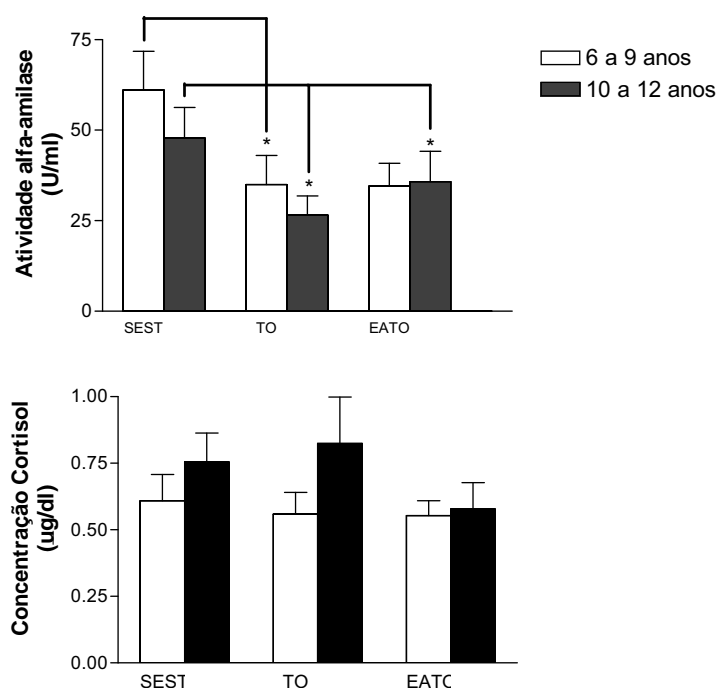 Atividade alfa-amilase
(U/ml)
75
50
25
0
*
*
*
SEST
TO
EATO
6 a 9 anos
10 a 12 anos
Concentração Cortisol
(ug/dl)
1.00
0.75
0.50
0.25
0.00
SEST
TO
EATC